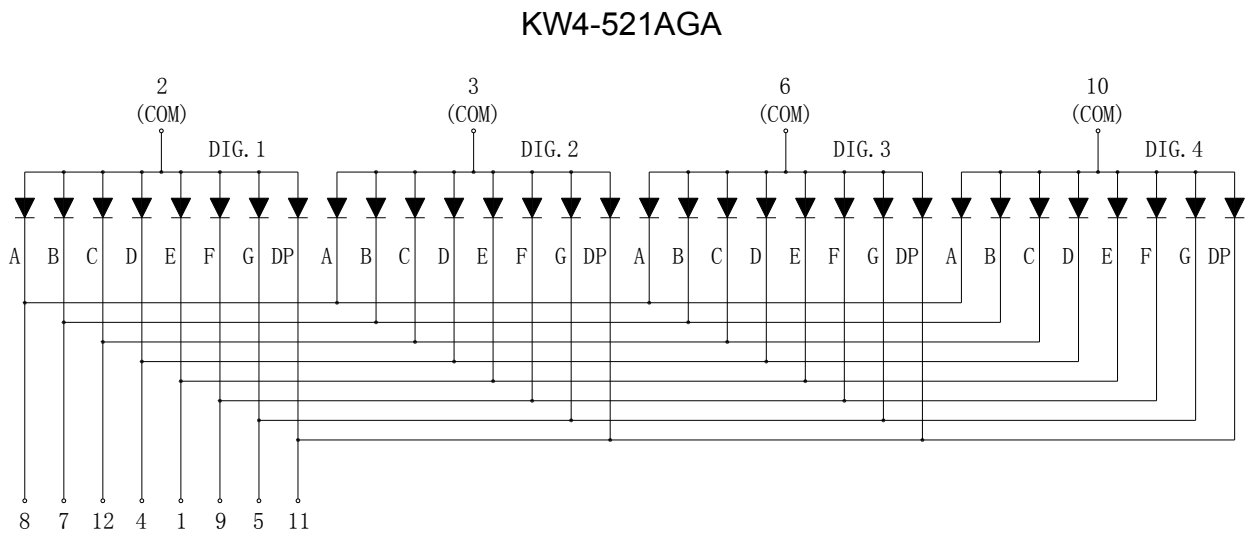 KW4-521AGA
2 3 6 10
(COM) (COM) (COM) (COM)
DIG.1 DIG.2 DIG.3 DIG.4
A B C D E F G DP A B C D E F G DP A B C D E F G DP A B C D E F G DP
8 7 12 4 1 9 5 11